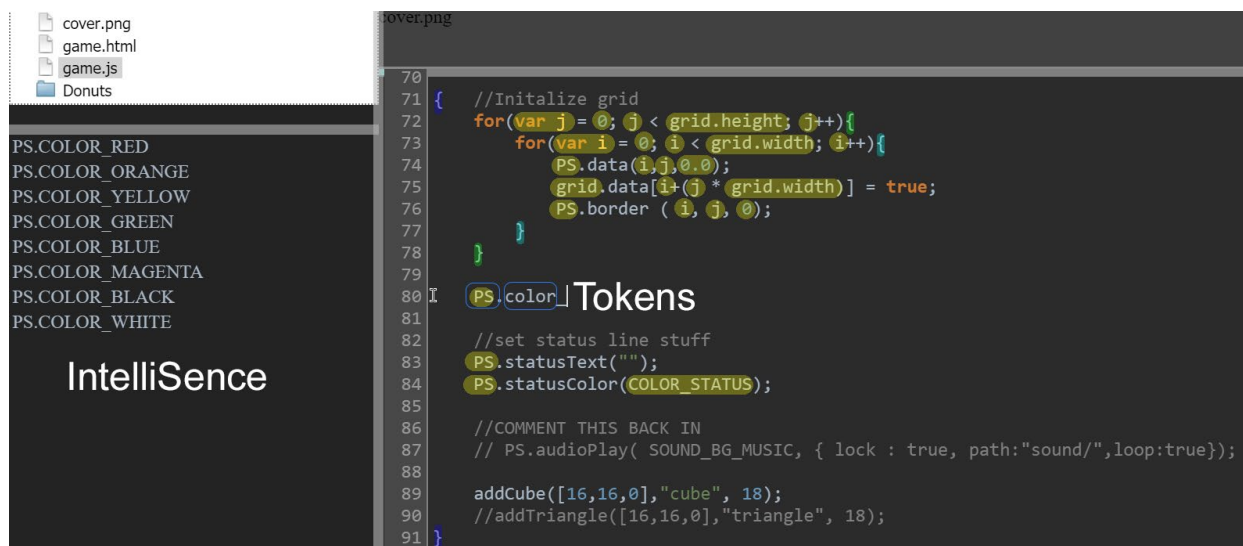 cover.png
game.html
game.js
Donuts
PS.COLOR_RED
PS.COLOR_ORANGE
PS.COLOR_YELLOW
PS.COLOR_GREEN
PS.COLOR_BLUE
PS.COLOR_MAGENTA
PS.COLOR_BLACK
PS.COLOR_WHITE
IntelliSence
cover.png
70
71 { //Initalize grid
72 for(var j = 0; j < grid.height; j++){
73 for(var i = 0; i < grid.width; i++){
74 PS.data(i,j,0.0);
75 grid.data[i+(j * grid.width)] = true;
76 PS.border ( i, j, 0);
77 }
78 }
79
80 PS.color_ Tokens
81
82 //set status line stuff
83 PS.statusText("");
84 PS.statusColor(COLOR_STATUS);
85
86 //COMMENT THIS BACK IN
87 // PS.audioPlay( SOUND_BG_MUSIC, { lock : true, path:"sound/",loop:true});
88
89 addCube([16,16,0],"cube", 18);
90 //addTriangle([16,16,0],"triangle", 18);
91 }